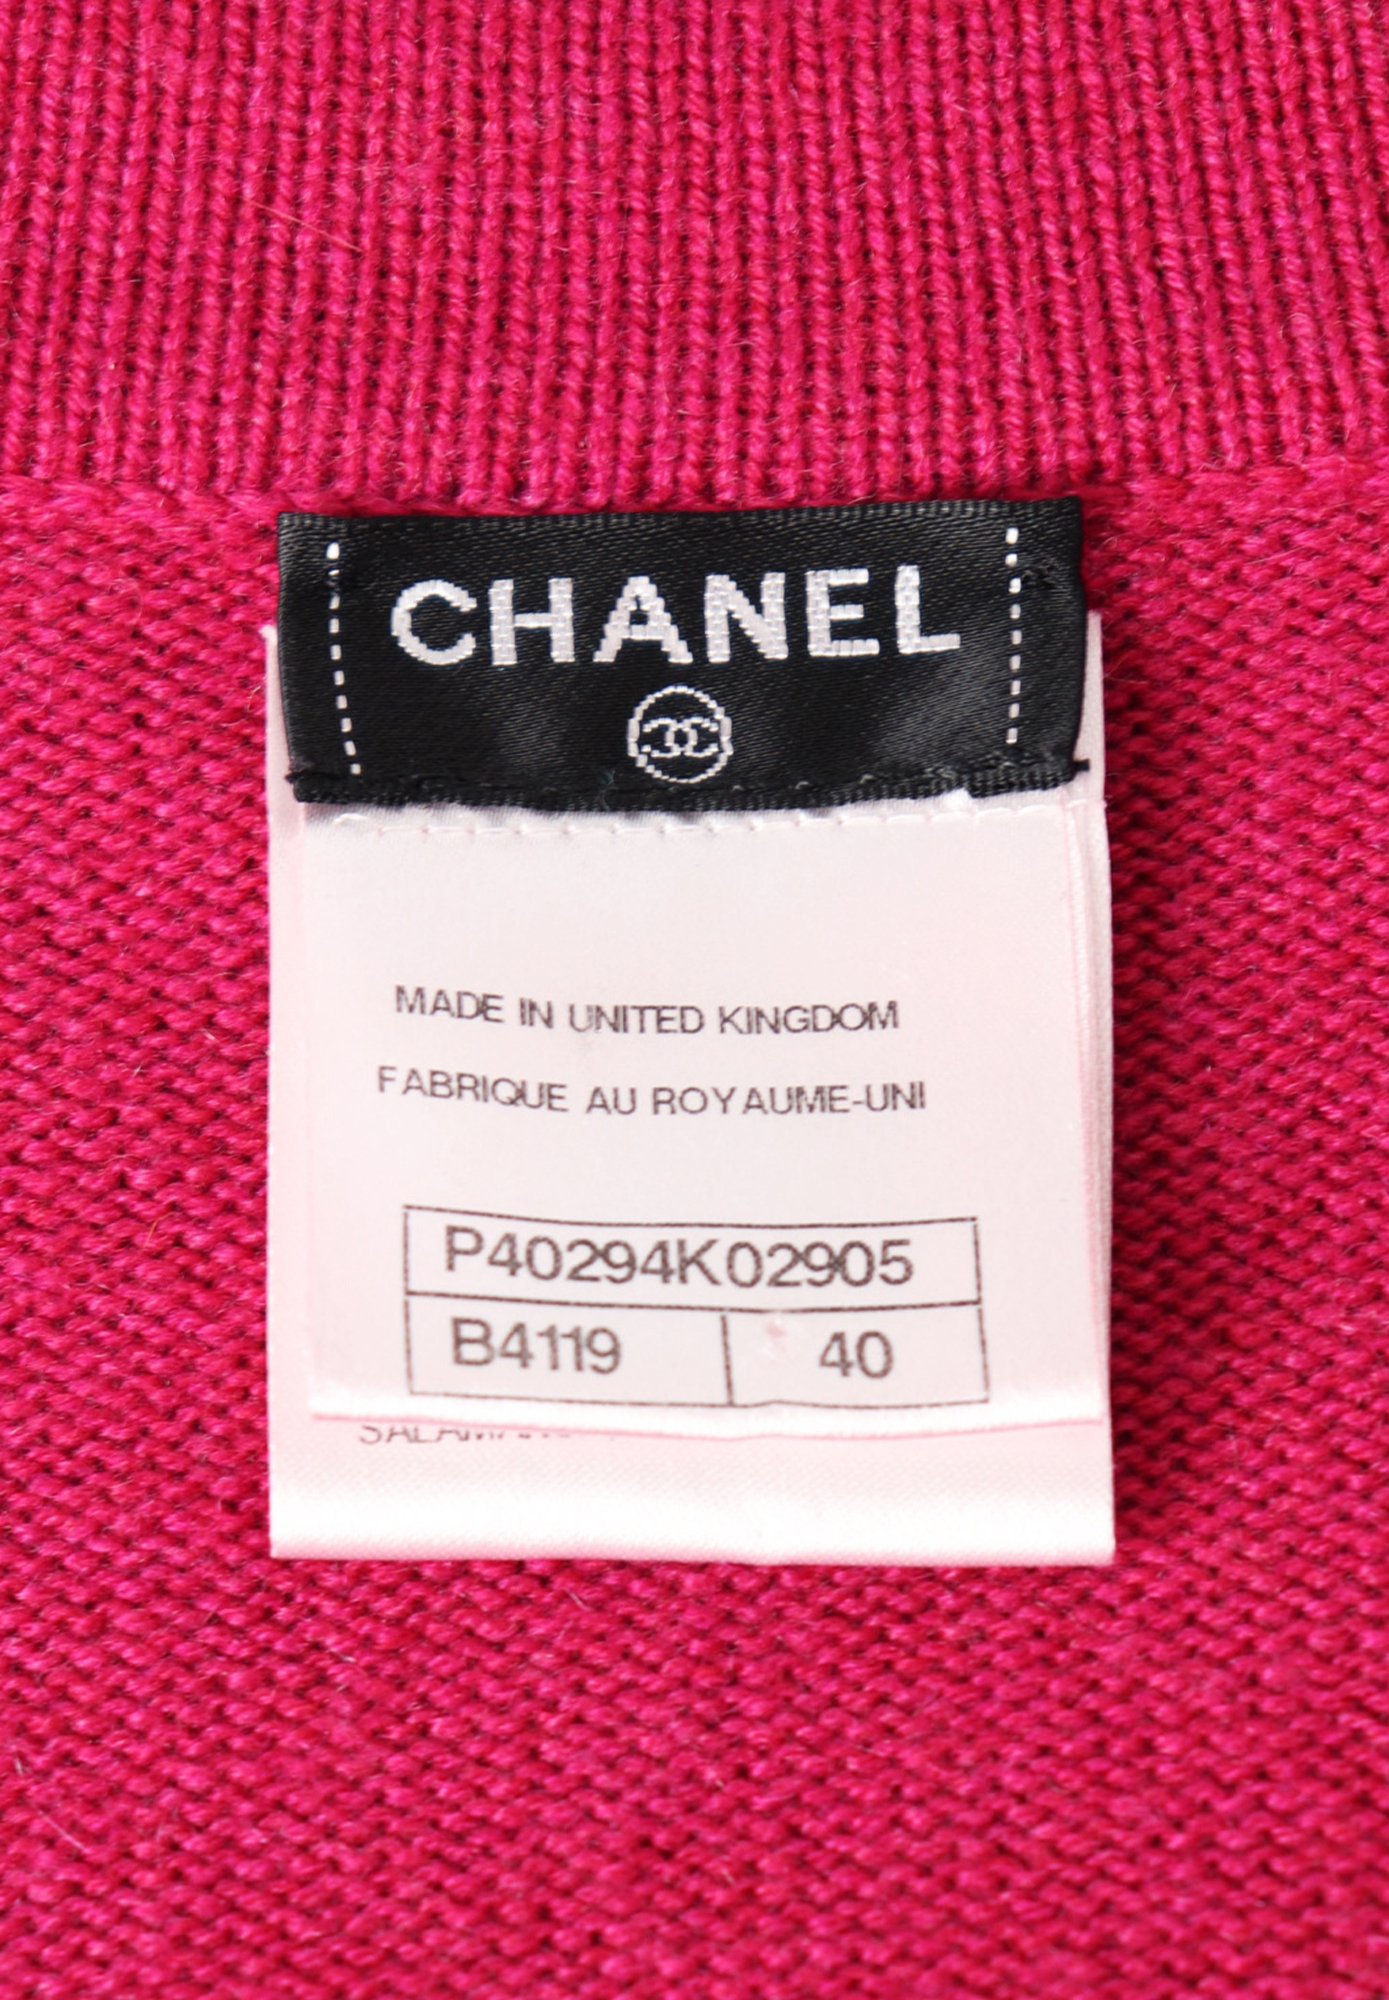 CHANEL
MADE IN UNITED KINGDOM
FABRIQUE AU ROYAUME-UNI
P40294K02905
B4119 40